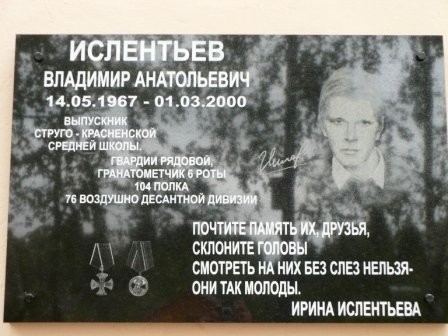 ИСЛЕНТЬЕВ
ВЛАДИМИР АНАТОЛЬЕВИЧ
14.05.1967 - 01.03.2000
ВЫПУСКНИК
СТРУГО - КРАСНЕНСКОЙ
СРЕДНЕЙ ШКОЛЫ.
ГВАРДИИ РЯДОВОЙ,
ГРАНАТОМЕТЧИК 6 РОТЫ
104 ПОЛКА
76 ВОЗДУШНО ДЕСАНТНОЙ ДИВИЗИИ
ПОЧТИТЕ ПАМЯТЬ ИХ, ДРУЗЬЯ,
СКЛОНИТЕ ГОЛОВЫ
СМОТРЕТЬ НА НИХ БЕЗ СЛЕЗ НЕЛЬЗЯ-
ОНИ ТАК МОЛОДЫ.
ИРИНА ИСЛЕНТЬЕВА